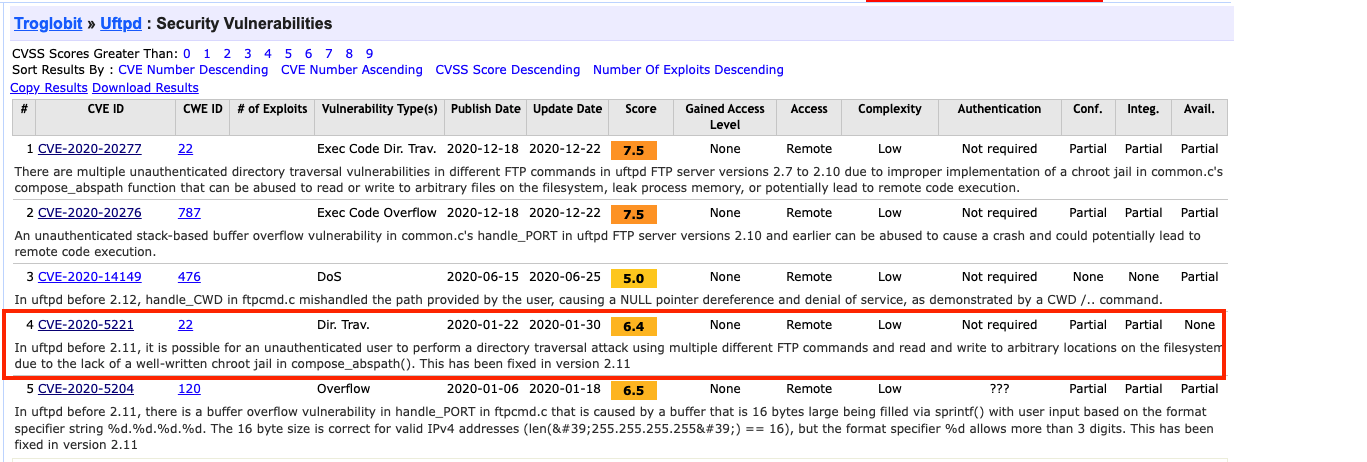 Troglobit » Uftpd : Security Vulnerabilities
CVSS Scores Greater Than: 0 1 2 3 4 5 6 7 8 9
Sort Results By : CVE Number Descending CVE Number Ascending CVSS Score Descending Number Of Exploits Descending
Copy Results Download Results
# CVE ID CWE ID # of Exploits Vulnerability Type(s) Publish Date Update Date Score Gained Access Level Access Complexity Authentication Conf. Integ. Avail.
1 CVE-2020-20277 22 Exec Code Dir. Trav. 2020-12-18 2020-12-22 7.5 None Remote Low Not required Partial Partial Partial
There are multiple unauthenticated directory traversal vulnerabilities in different FTP commands in uftpd FTP server versions 2.7 to 2.10 due to improper implementation of a chroot jail in common.c's
compose_abspath function that can be abused to read or write to arbitrary files on the filesystem, leak process memory, or potentially lead to remote code execution.
2 CVE-2020-20276 787 Exec Code Overflow 2020-12-18 2020-12-22 7.5 None Remote Low Not required Partial Partial Partial
An unauthenticated stack-based buffer overflow vulnerability in common.c's handle_PORT in uftpd FTP server versions 2.10 and earlier can be abused to cause a crash and could potentially lead to
remote code execution.
3 CVE-2020-14149 476 DoS 2020-06-15 2020-06-25 5.0 None Remote Low Not required None None Partial
In uftpd before 2.12, handle_CWD in ftpcmd.c mishandled the path provided by the user, causing a NULL pointer dereference and denial of service, as demonstrated by a CWD /.. command.
4 CVE-2020-5221 22 Dir. Trav. 2020-01-22 2020-01-30 6.4 None Remote Low Not required Partial Partial None
In uftpd before 2.11, it is possible for an unauthenticated user to perform a directory traversal attack using multiple different FTP commands and read and write to arbitrary locations on the filesystem
due to the lack of a well-written chroot jail in compose_abspath(). This has been fixed in version 2.11
5 CVE-2020-5204 120 Overflow 2020-01-06 2020-01-18 6.5 None Remote Low ??? Partial Partial Partial
In uftpd before 2.11, there is a buffer overflow vulnerability in handle_PORT in ftpcmd.c that is caused by a buffer that is 16 bytes large being filled via sprintf() with user input based on the format
specifier string %d.%d.%d.%d. The 16 byte size is correct for valid IPv4 addresses (len(&#39;255.255.255.255&#39;) == 16), but the format specifier %d allows more than 3 digits. This has been
fixed in version 2.11